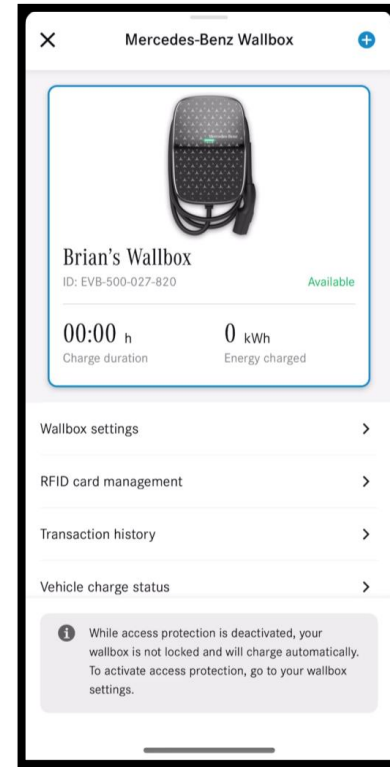 Mercedes-Benz Wallbox
Mercedes-Benz
Brian's Wallbox
ID: EVB-500-027-820
Available
00:00 h
0 kWh
Charge duration
Energy charged
Wallbox settings
RFID card management
Transaction history
Vehicle charge status
While access protection is deactivated, your
wallbox is not locked and will charge automatically.
To activate access protection, go to your wallbox
settings.